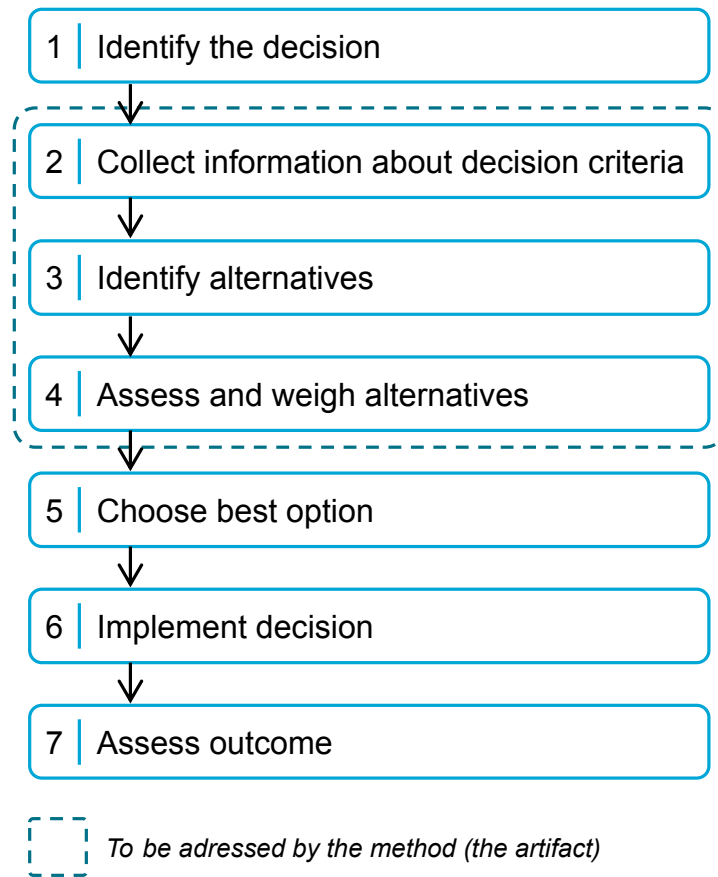 1 Identify the decision
2 Collect information about decision criteria
3 Identify alternatives
4 Assess and weigh alternatives
5 Choose best option
6 Implement decision
7 Assess outcome
To be adressed by the method (the artifact)